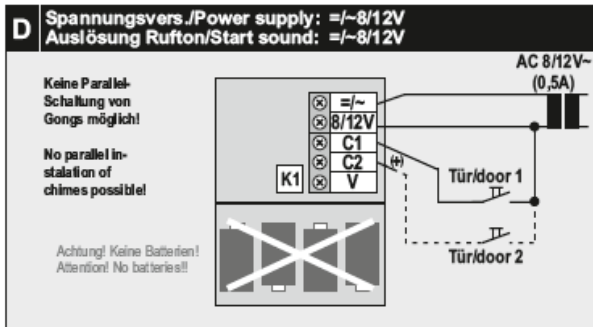 D
Spannungsvers./Power supply: =/~8/12V
Auslösung Rufton/Start sound: =/~8/12V
AC 8/12V~
(0,5A)
Keine Parallel-
Schaltung von
Gongs möglich!
No parallel in-
stalation of
chimes possible!
=/~
8/12V
C1
C2
V
K1
(+)
Tür/door 1
Tür/door 2
Achtung! Keine Batterien!
Attention! No batteries!!